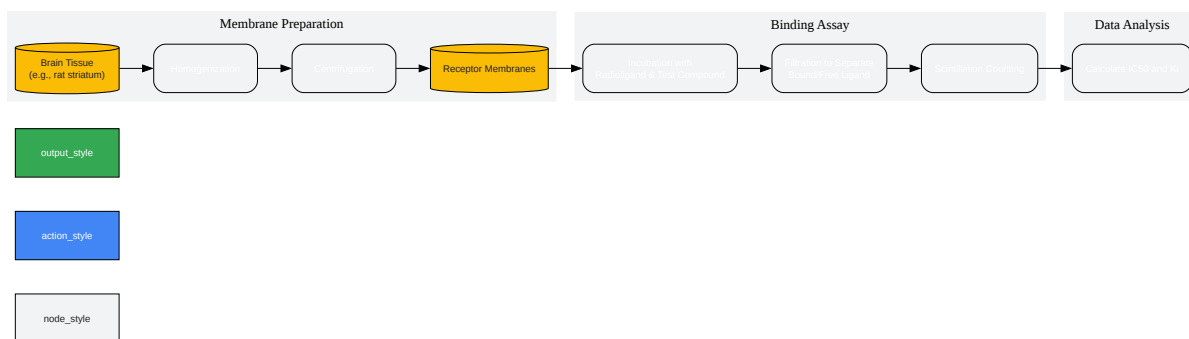 Membrane Preparation
Binding Assay
Data Analysis
Brain Tissue
(e.g., rat striatum)
Homogenization
Centrifugation
Receptor Membranes
Incubation with
Radioligand & Test Compound
Filtration to Separate
Bound/Free Ligand
Scintillation Counting
Calculate IC50 and Ki
output_style
action_style
node_style